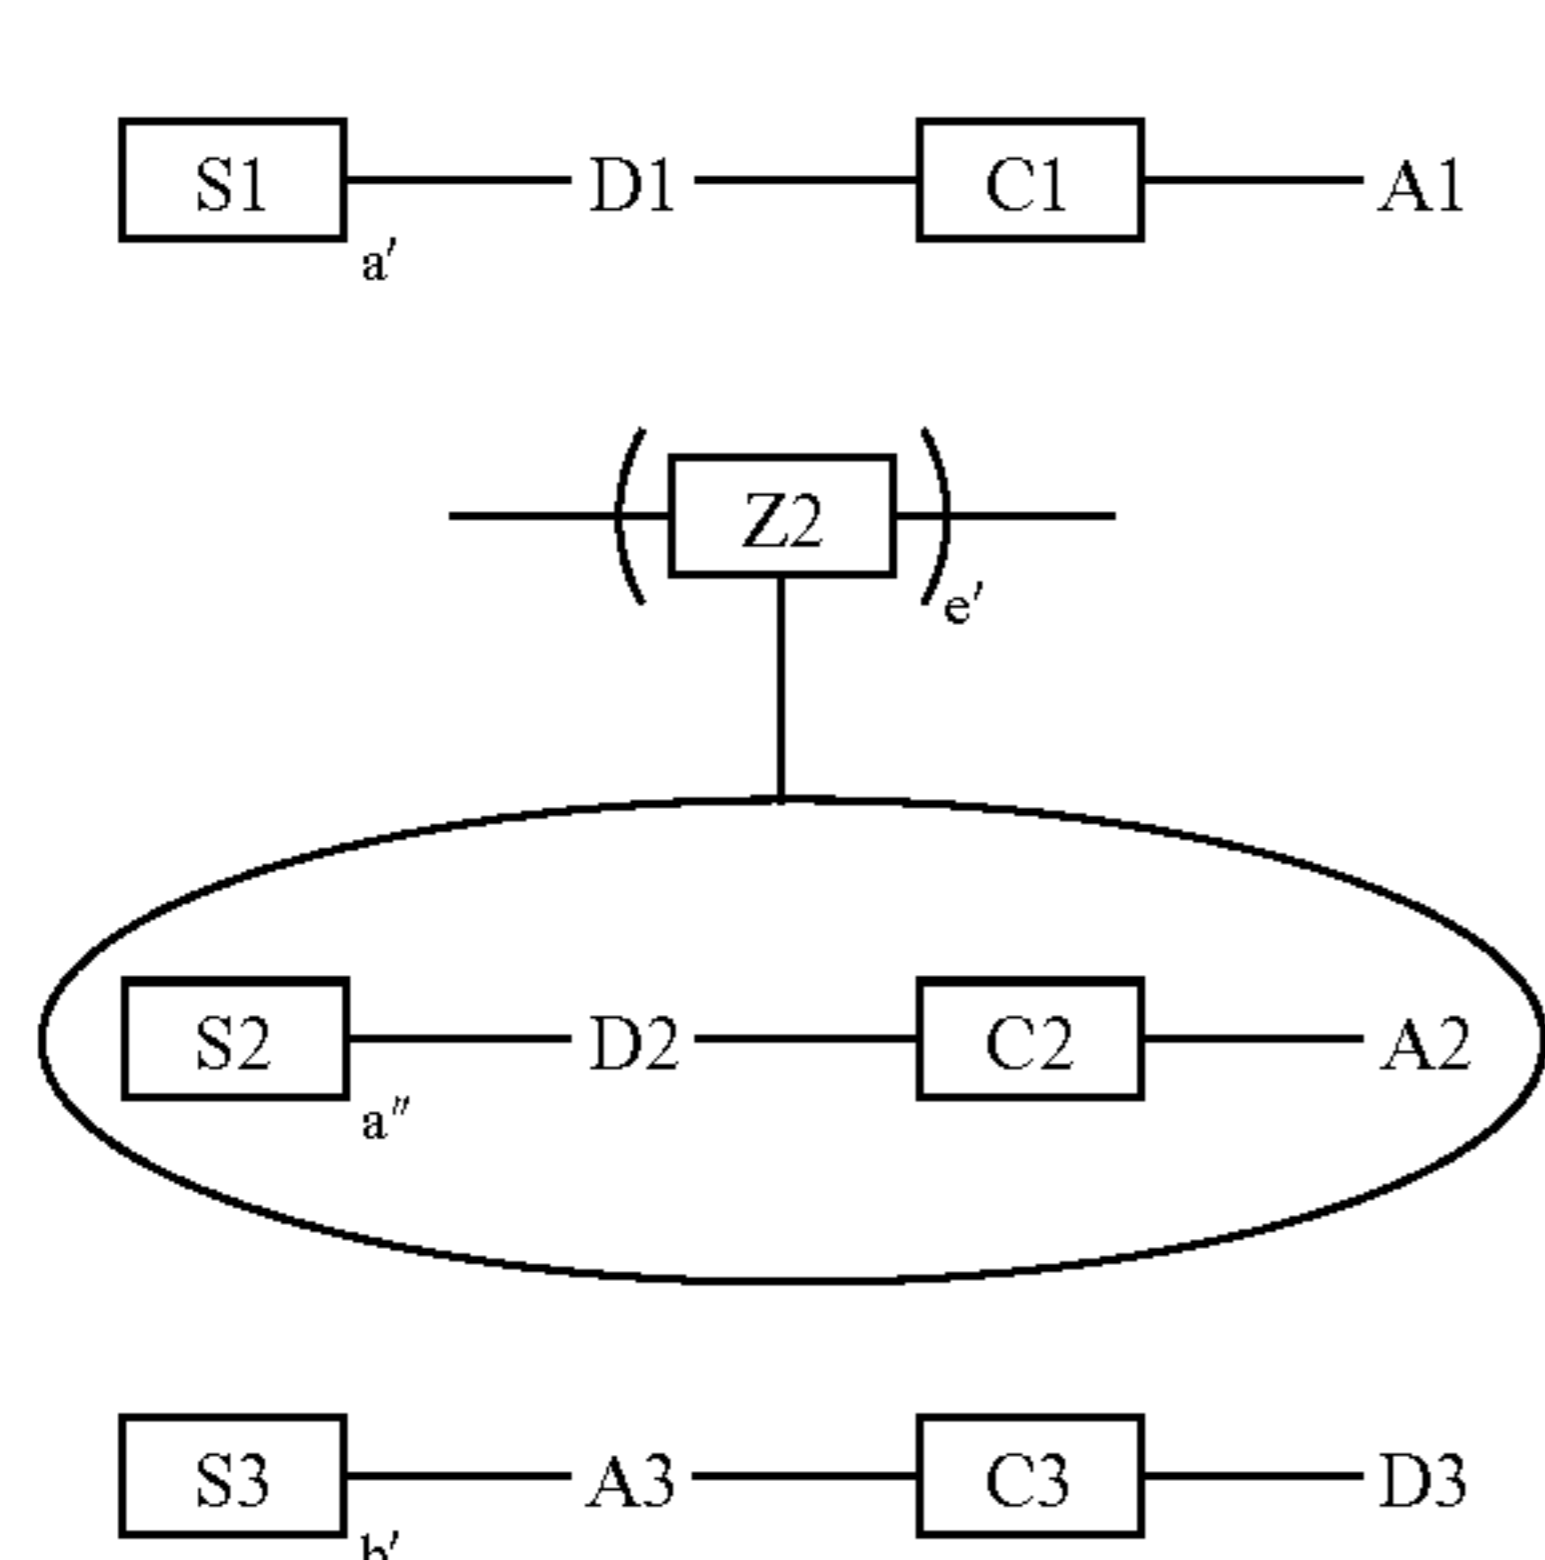 S1 D1 C1 A1
a′
( Z2 )
e′
S2 D2 C2 A2
a″
S3 A3 C3 D3
b′